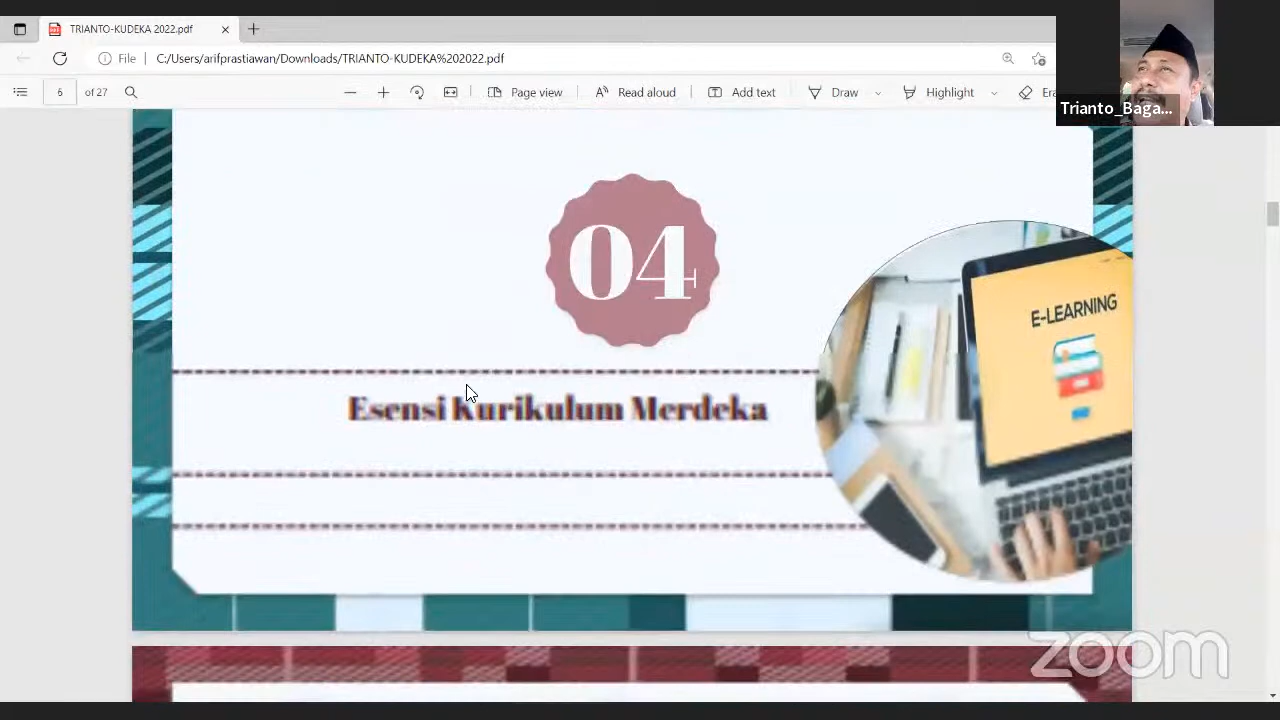 TRIANTO-KUDEKA 2022.pdf
File C:/Users/arifprastiawan/Downloads/TRIANTO-KUDEKA%202022.pdf
6 of 27 Page view Read aloud Add text Draw Highlight Era
Trianto_Baga...
04
E-LEARNING
Esensi Kurikulum Merdeka
zoom